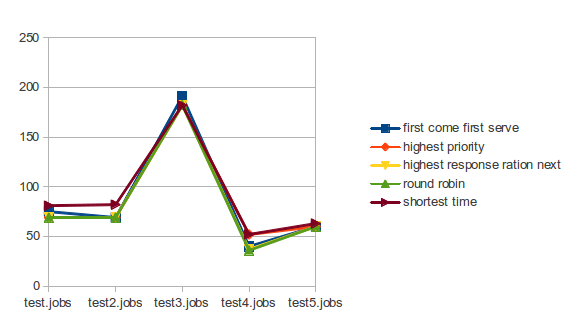 250
200
150
100
50
0
test.jobs test2.jobs test3.jobs test4.jobs test5.jobs
first come first serve
highest priority
highest response ration next
round robin
shortest time